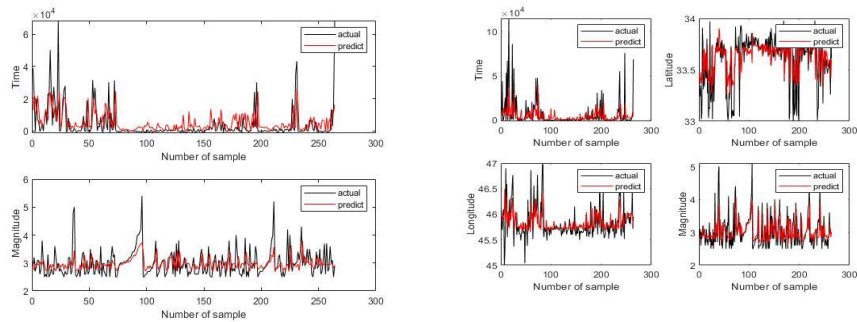 ×10⁴
6
4
2
0
Time
actual
predict
0 50 100 150 200 250 300
Number of sample
6
5
4
3
2
Magnitude
actual
predict
0 50 100 150 200 250 300
Number of sample
×10⁴
10
5
0
Time
actual
predict
0 100 200 300
Number of sample
34
33.5
33
Latitude
actual
predict
0 100 200 300
Number of sample
47
46.5
46
45.5
45
Longitude
actual
predict
0 100 200 300
Number of sample
5
4
3
2
Magnitude
actual
predict
0 100 200 300
Number of sample